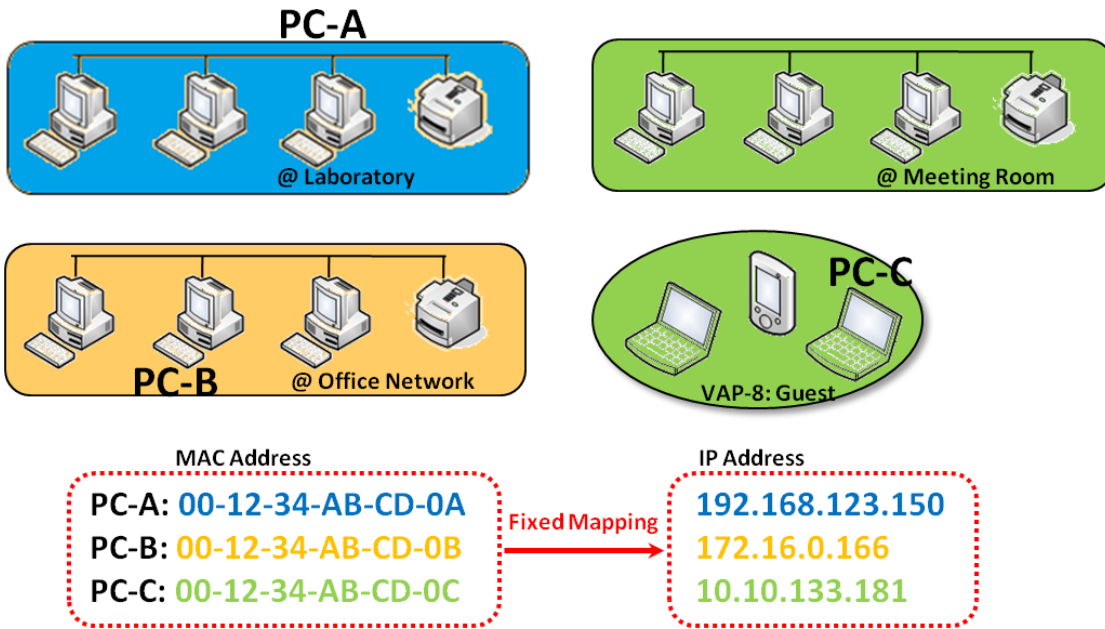 PC-A
@ Laboratory
@ Meeting Room
PC-B
@ Office Network
PC-C
VAP-8: Guest
MAC Address
PC-A: 00-12-34-AB-CD-0A
PC-B: 00-12-34-AB-CD-0B
PC-C: 00-12-34-AB-CD-0C
Fixed Mapping
IP Address
192.168.123.150
172.16.0.166
10.10.133.181